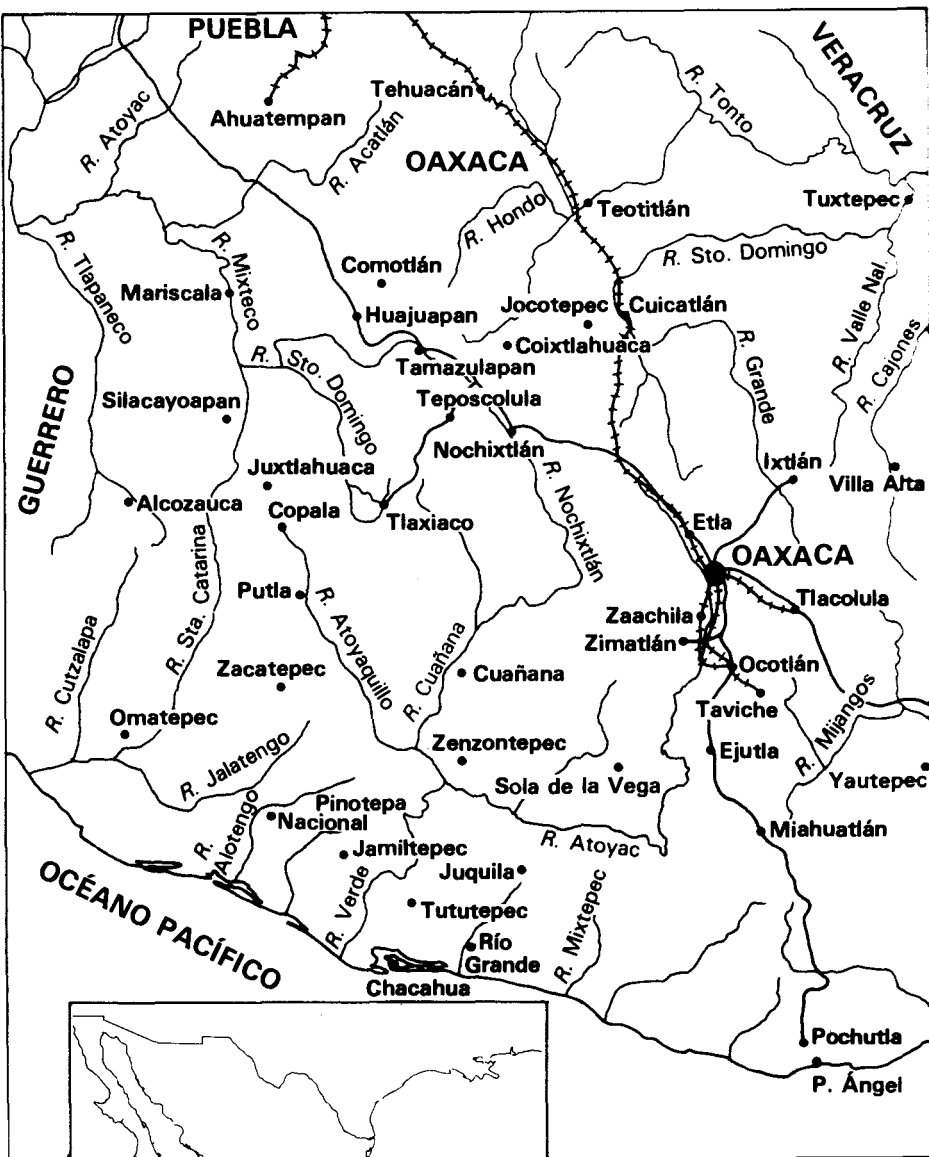 PUEBLA
VERACRUZ
Tehuacán
R. Tonto
Ahuatempan
R. Atoyac
R. Acatlán
OAXACA
Teotitlán
Tuxtepec
R. Hondo
R. Tlapaneco
R. Mixteco
R. Sto. Domingo
Comotlán
Mariscala
Huajuapan
Jocotepec
Cuicatlán
R. Valle Nal.
Coixtlahuaca
R. Grande
R. Cajones
R. Sto. Domingo
Tamazulapan
GUERRERO
Silacayoapan
Teposcolula
Nochixtlán
Juxtlahuaca
Ixtlán
Villa Alta
Alcozauca
Copala
Tlaxiaco
R. Nochixtlán
Etla
OAXACA
R. Sta. Catarina
Putla
R. Atoyaquillo
Tlacolula
Zaachila
Zimatlán
R. Cutzalapa
Zacatepec
R. Cuañana
Cuañana
Ocotlán
Taviche
Omatepec
R. Mijangos
R. Jalatengo
Zenzontepec
Ejutla
Sola de la Vega
Yautepec
R. Alotengo
Pinotepa
Nacional
Miahuatlán
R. Atoyac
Jamiltepec
Juquila
OCÉANO PACÍFICO
R. Verde
Tututepec
R. Mixtepec
Río
Grande
Chacahua
Pochutla
P. Ángel